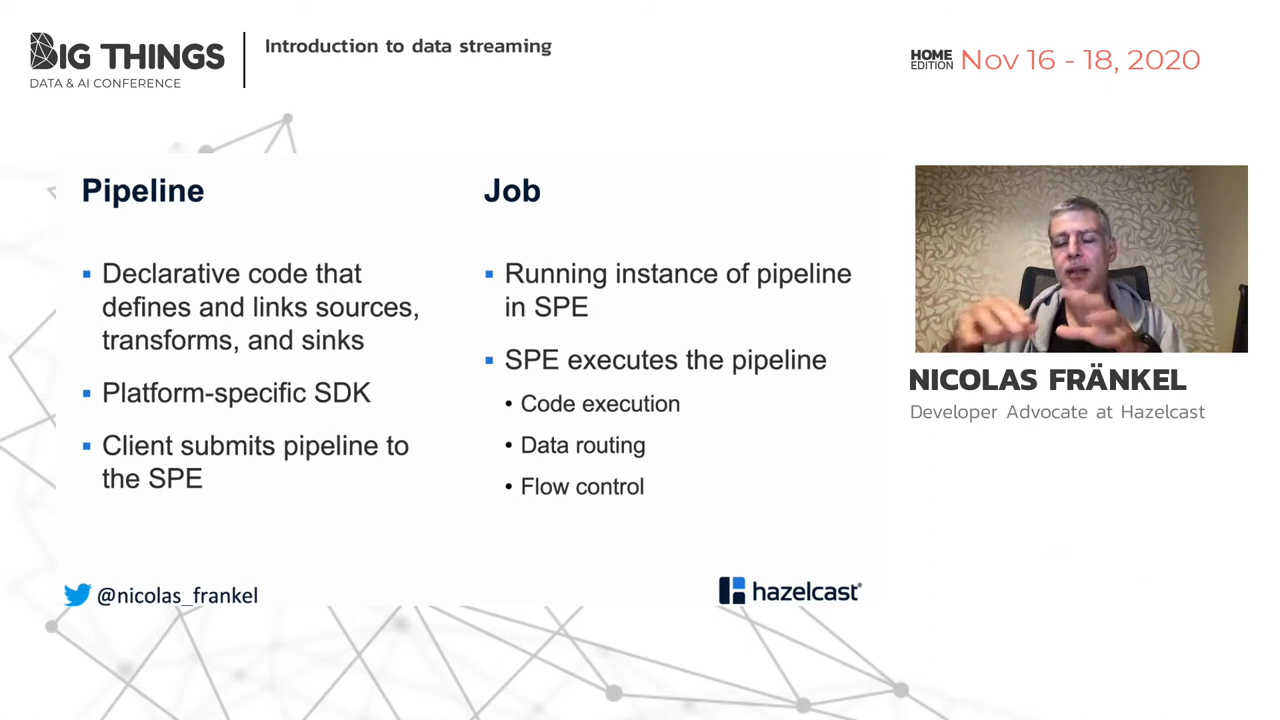 BIG THINGS
DATA & AI CONFERENCE
Introduction to data streaming
HOME
EDITION
Nov 16 - 18, 2020
Pipeline
▪ Declarative code that
defines and links sources,
transforms, and sinks
▪ Platform-specific SDK
▪ Client submits pipeline to
the SPE
Job
▪ Running instance of pipeline
in SPE
▪ SPE executes the pipeline
• Code execution
• Data routing
• Flow control
@nicolas_frankel
hazelcast®
NICOLAS FRÄNKEL
Developer Advocate at Hazelcast